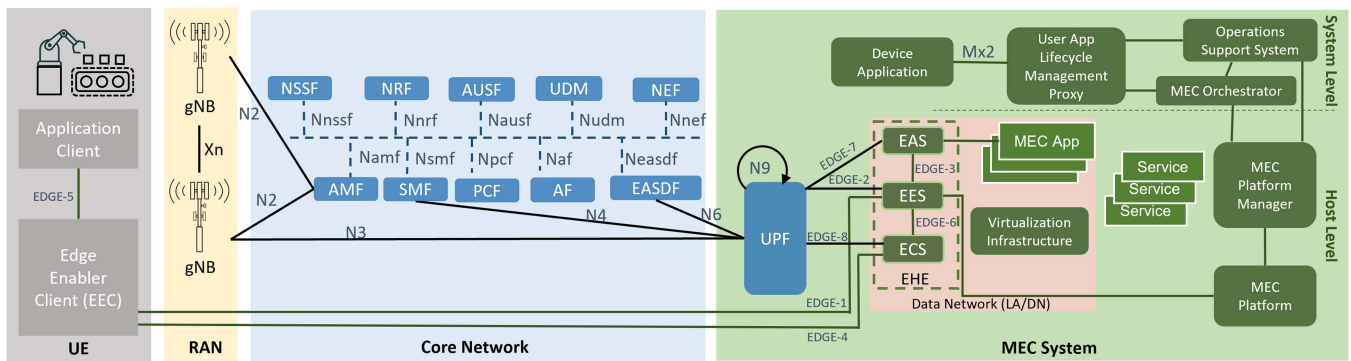 Application
Client
EDGE-5
Edge
Enabler
Client (EEC)
UE
gNB
Xn
gNB
RAN
N2
N2
NSSF
NRF
AUSF
UDM
NEF
Nnssf
Nnrf
Nausf
Nudm
Nnef
Namf
Nsmf
Npcf
Naf
Neasdf
AMF
SMF
PCF
AF
EASDF
N3
N4
N6
Core Network
N9
UPF
EDGE-7
EDGE-2
EDGE-8
EDGE-1
EDGE-4
EAS
EDGE-3
EES
EDGE-6
ECS
EHE
MEC App
Virtualization
Infrastructure
Data Network (LA/DN)
Device
Application
Mx2
User App
Lifecycle
Management
Proxy
Operations
Support System
MEC Orchestrator
System Level
Service
Service
Service
MEC
Platform
Manager
MEC
Platform
Host Level
MEC System